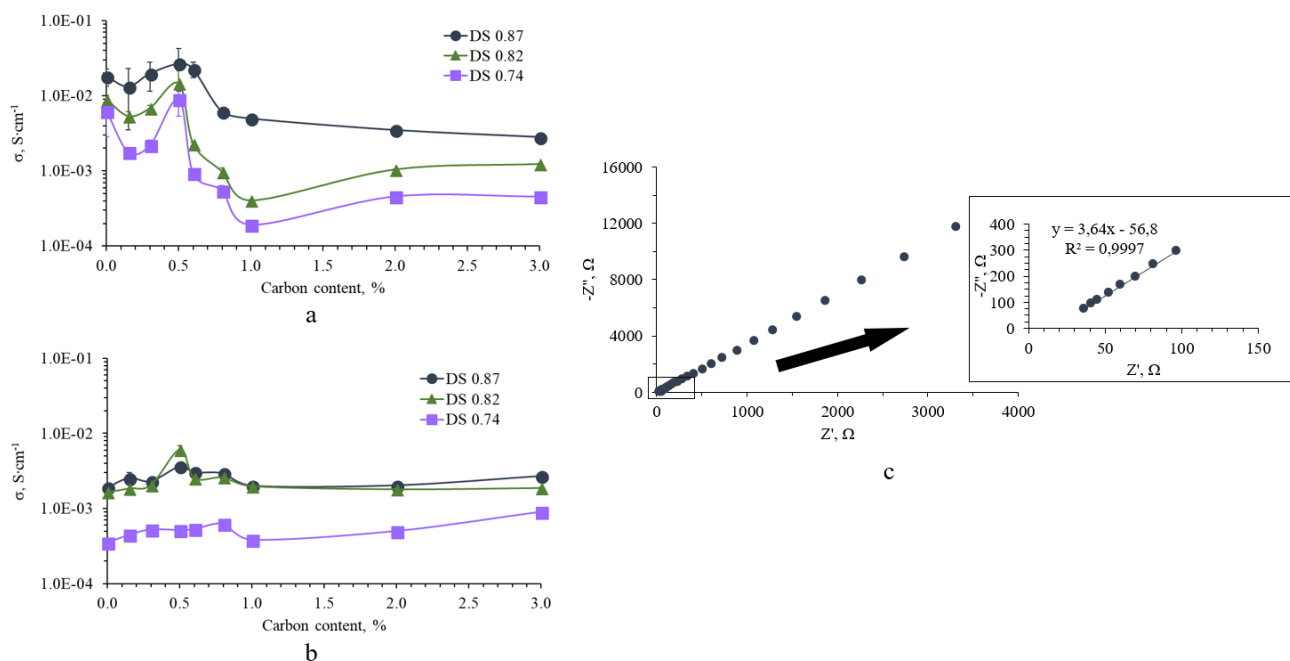 1.0E-01
1.0E-02
1.0E-03
1.0E-04
σ, S·cm⁻¹
DS 0.87
DS 0.82
DS 0.74
0.0 0.5 1.0 1.5 2.0 2.5 3.0
Carbon content, %
a
1.0E-01
1.0E-02
1.0E-03
1.0E-04
σ, S·cm⁻¹
DS 0.87
DS 0.82
DS 0.74
0.0 0.5 1.0 1.5 2.0 2.5 3.0
Carbon content, %
b
16000
12000
8000
4000
0
-Z", Ω
0 1000 2000 3000 4000
Z', Ω
400
300
200
100
0
-Z", Ω
y = 3,64x - 56,8
R² = 0,9997
0 50 100 150
Z', Ω
c